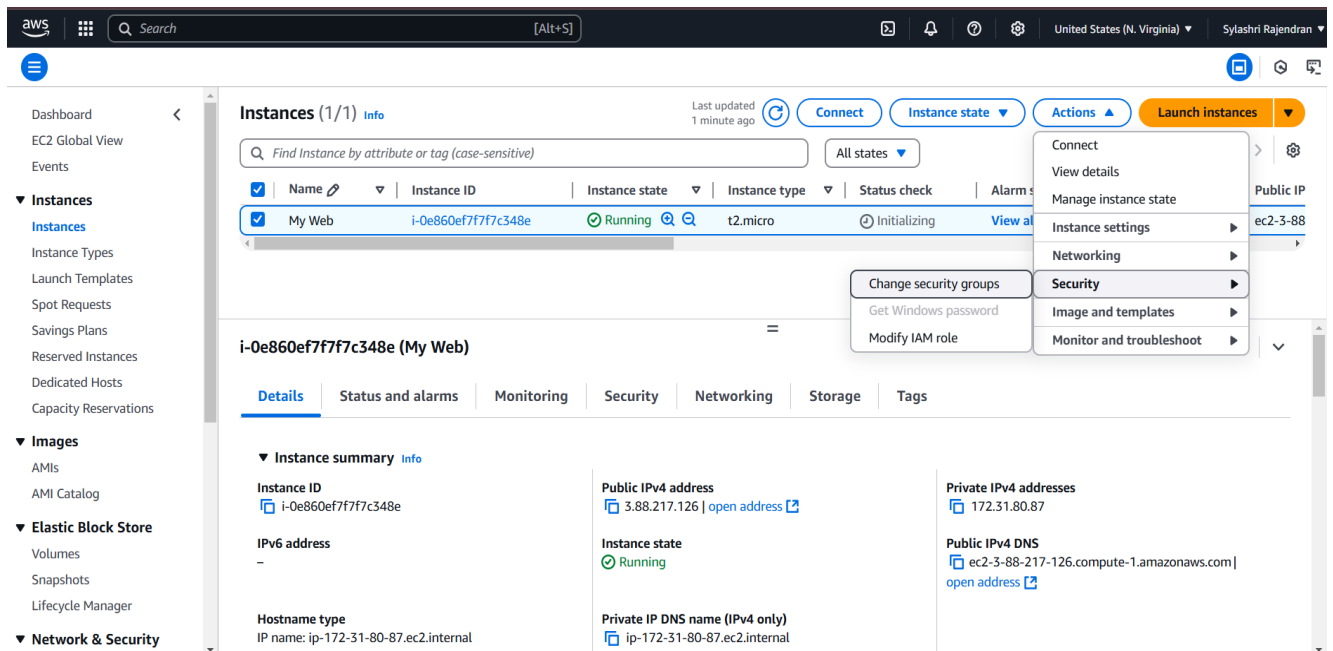 aws
Search [Alt+S]
United States (N. Virginia) ▼ Sylashri Rajendran ▼
Dashboard
EC2 Global View
Events
▼ Instances
Instances
Instance Types
Launch Templates
Spot Requests
Savings Plans
Reserved Instances
Dedicated Hosts
Capacity Reservations
▼ Images
AMIs
AMI Catalog
▼ Elastic Block Store
Volumes
Snapshots
Lifecycle Manager
▼ Network & Security
Instances (1/1) Info
Last updated
1 minute ago
Connect
Instance state ▼
Actions ▲
Launch instances ▼
Find Instance by attribute or tag (case-sensitive)
All states ▼
Name Instance ID Instance state Instance type Status check Alarm s Public IP
My Web i-0e860ef7f7f7c348e Running t2.micro Initializing View al ec2-3-88
Connect
View details
Manage instance state
Instance settings
Networking
Security
Image and templates
Monitor and troubleshoot
Change security groups
Get Windows password
Modify IAM role
i-0e860ef7f7f7c348e (My Web)
Details Status and alarms Monitoring Security Networking Storage Tags
▼ Instance summary Info
Instance ID
i-0e860ef7f7f7c348e
Public IPv4 address
3.88.217.126 | open address
Private IPv4 addresses
172.31.80.87
IPv6 address
–
Instance state
Running
Public IPv4 DNS
ec2-3-88-217-126.compute-1.amazonaws.com |
open address
Hostname type
IP name: ip-172-31-80-87.ec2.internal
Private IP DNS name (IPv4 only)
ip-172-31-80-87.ec2.internal